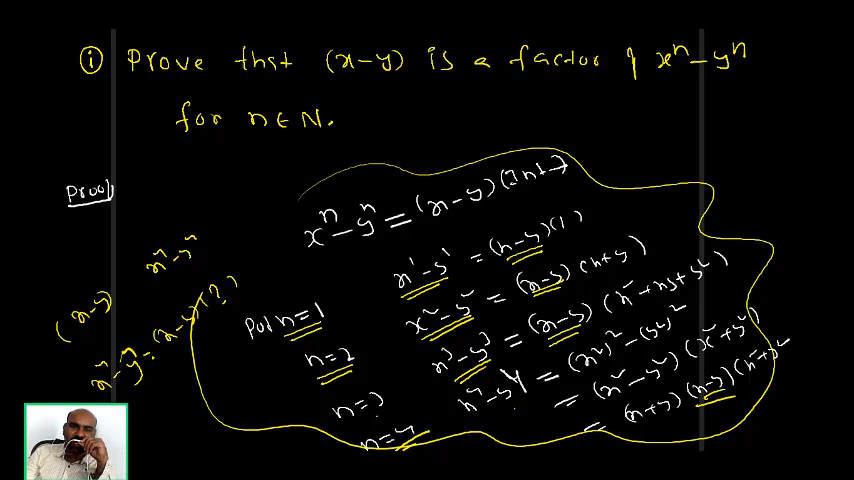 ① Prove that (x-y) is a factor of xⁿ - yⁿ
for n ∈ N.
Proof
xⁿ - yⁿ = (x-y)
xⁿ - yⁿ
(x-y)
xⁿ - yⁿ = (x-y)(?)
Put n=1 x¹ - y¹ = (x-y)(1)
n=2 x² - y² = (x-y)(x+y)
n=3 x³ - y³ = (x-y)(x²+xy+y²)
n=4 x⁴ - y⁴ = (x²)² - (y²)²
= (x² - y²)(x²+y²)
= (x+y)(x-y)(x²+y²